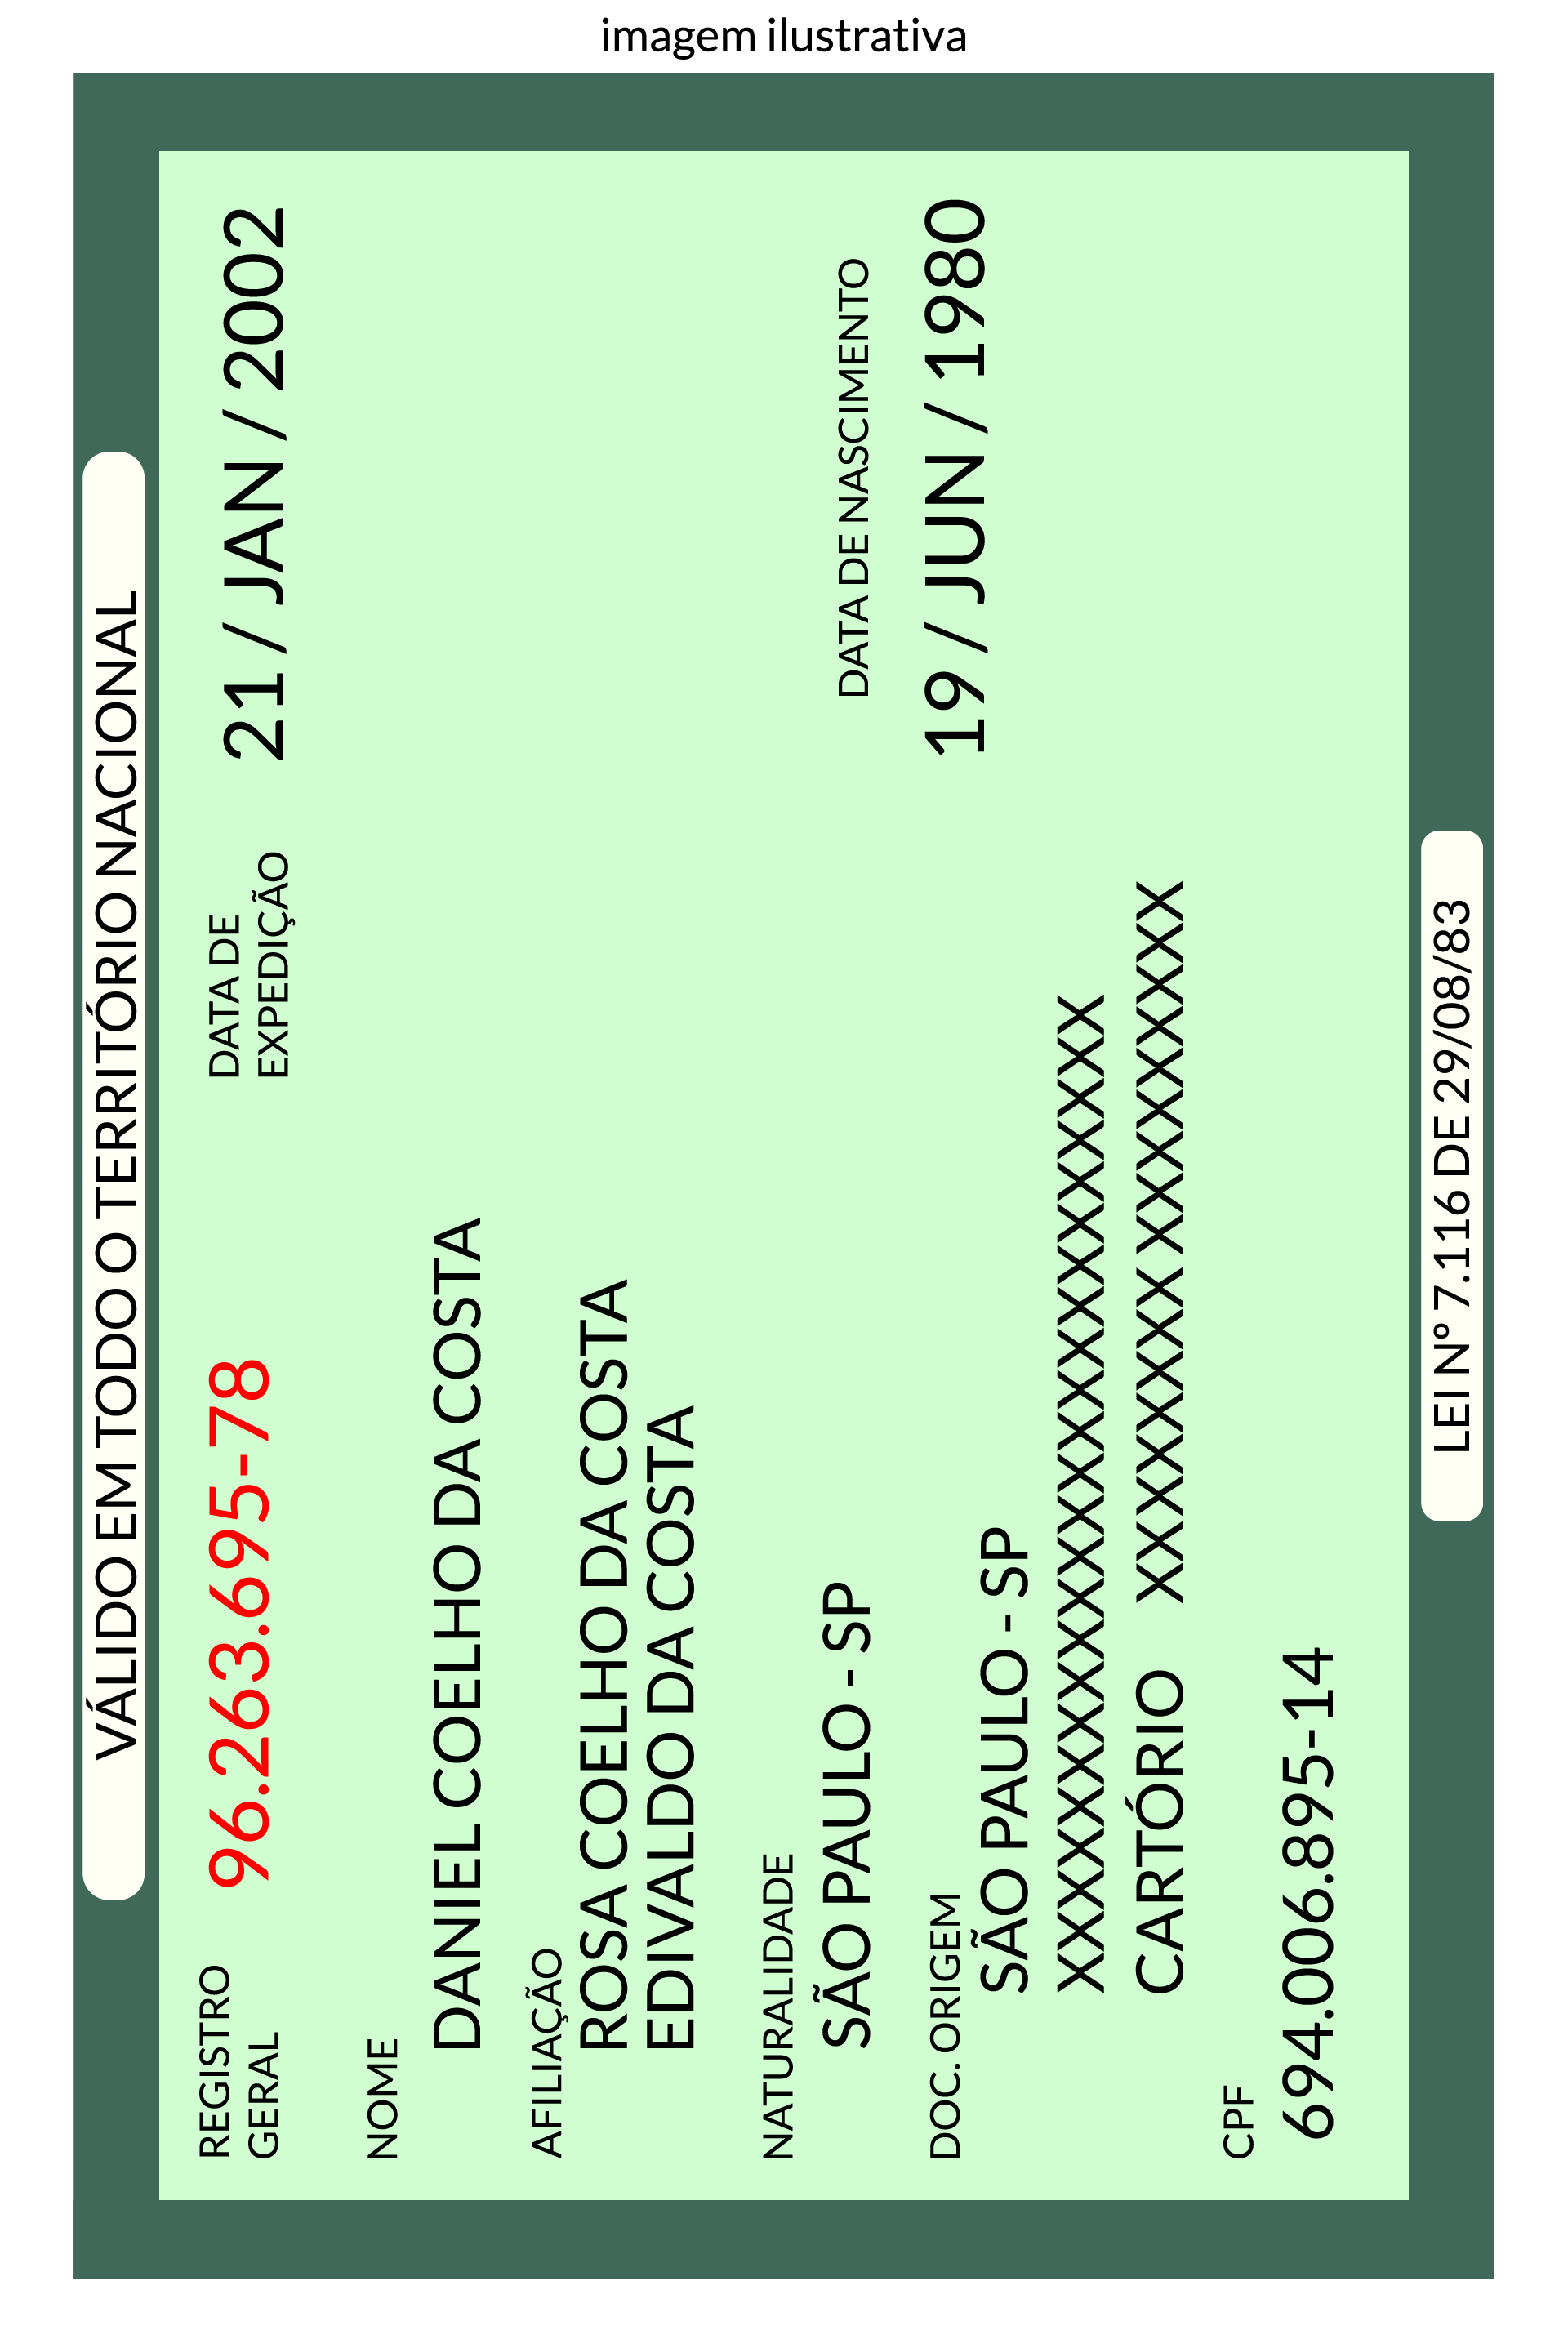 imagem ilustrativa
VÁLIDO EM TODO O TERRITÓRIO NACIONAL
REGISTRO
GERAL
96.263.695-78
DATA DE
EXPEDIÇÃO
21 / JAN / 2002
NOME
DANIEL COELHO DA COSTA
AFILIAÇÃO
ROSA COELHO DA COSTA
EDIVALDO DA COSTA
NATURALIDADE
SÃO PAULO - SP
DATA DE NASCIMENTO
19 / JUN / 1980
DOC. ORIGEM
SÃO PAULO - SP
XXXXXXXXXXXXXXXXXXXXXXXX
CARTÓRIO XXXXXXXX XXXXXXXXX
CPF
694.006.895-14
LEI Nº 7.116 DE 29/08/83